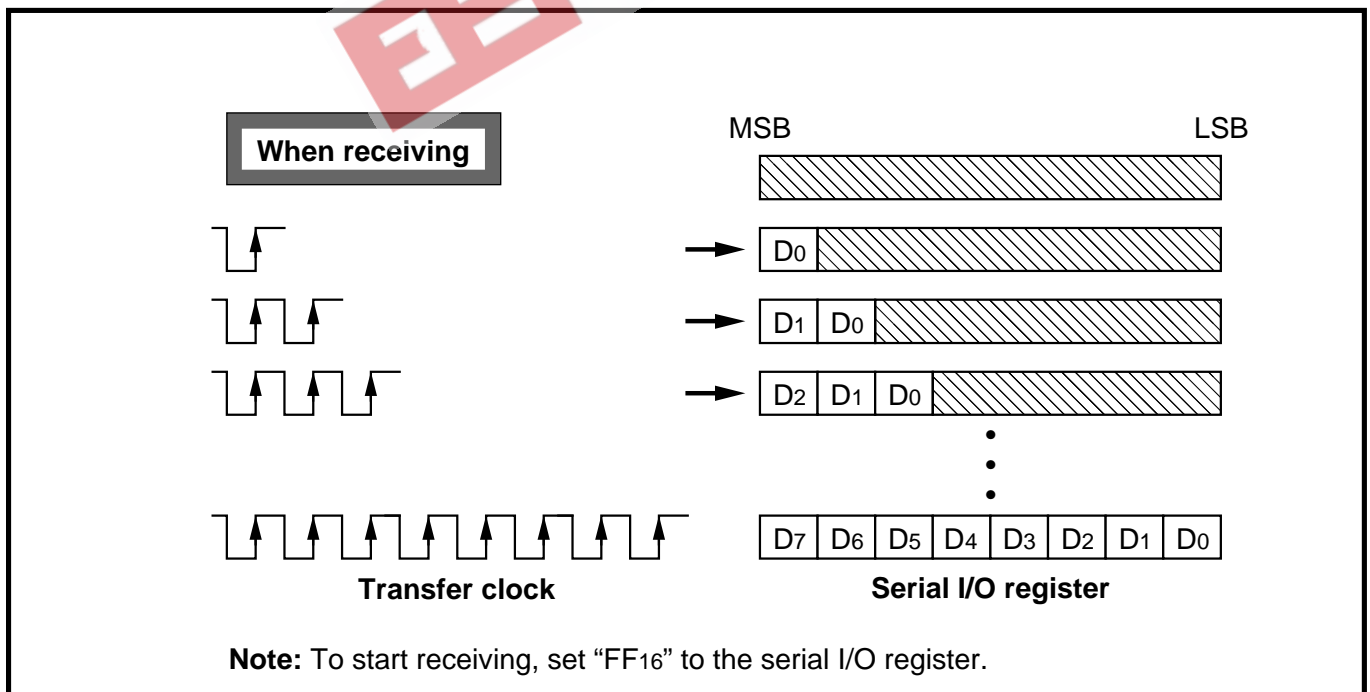 When receiving
MSB LSB
D0
D1 D0
D2 D1 D0
D7 D6 D5 D4 D3 D2 D1 D0
Transfer clock Serial I/O register
Note: To start receiving, set “FF16” to the serial I/O register.